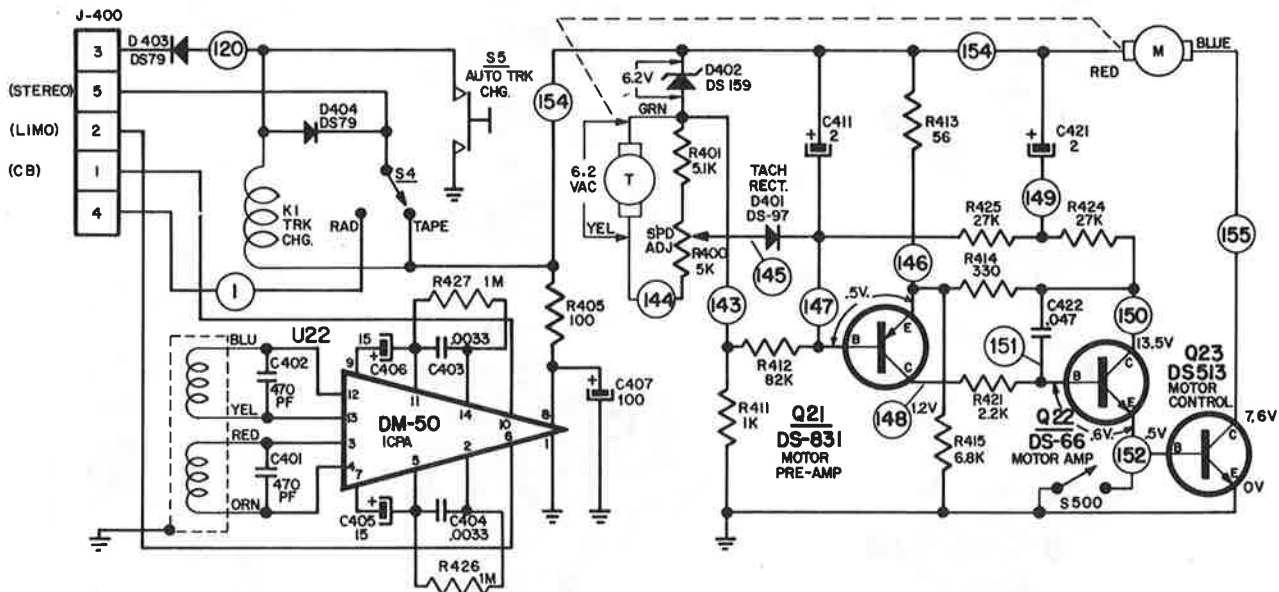 J-400
3
5
2
1
4
(STEREO)
(LIMO)
(CB)
D 403
DS79
120
D404
DS79
S5
AUTO TRK
CHG.
K1
TRK
CHG.
S4
RAD
TAPE
1
154
6.2V
D402
DS 159
GRN
6.2
VAC
T
YEL
R401
5.1K
SPD
ADJ
R400
5K
144
TACH
RECT.
D401
DS-97
145
C411
2
R413
56
154
C421
2
RED
M
BLUE
149
R425
27K
R424
27K
155
146
R414
330
143
147
.5V.
C422
.047
150
13.5V
R405
100
C407
100
R412
82K
R411
1K
B
E
C
Q21
DS-831
MOTOR
PRE-AMP
148
1.2V
R421
2.2K
151
R415
6.8K
B
C
E
Q22
DS-66
MOTOR AMP
.6V.
.5V
152
Q23
DS513
MOTOR
CONTROL
7.6V
B
C
E
0V
S500
U22
BLU
C402
470
PF
YEL
RED
C401
470
PF
ORN
12
13
3
4
9
15
C406
11
C403
.0033
R427 1M
14
10
6
8
1
DM-50
ICPA
7
5
2
C405
15
C404
.0033
R426
1M